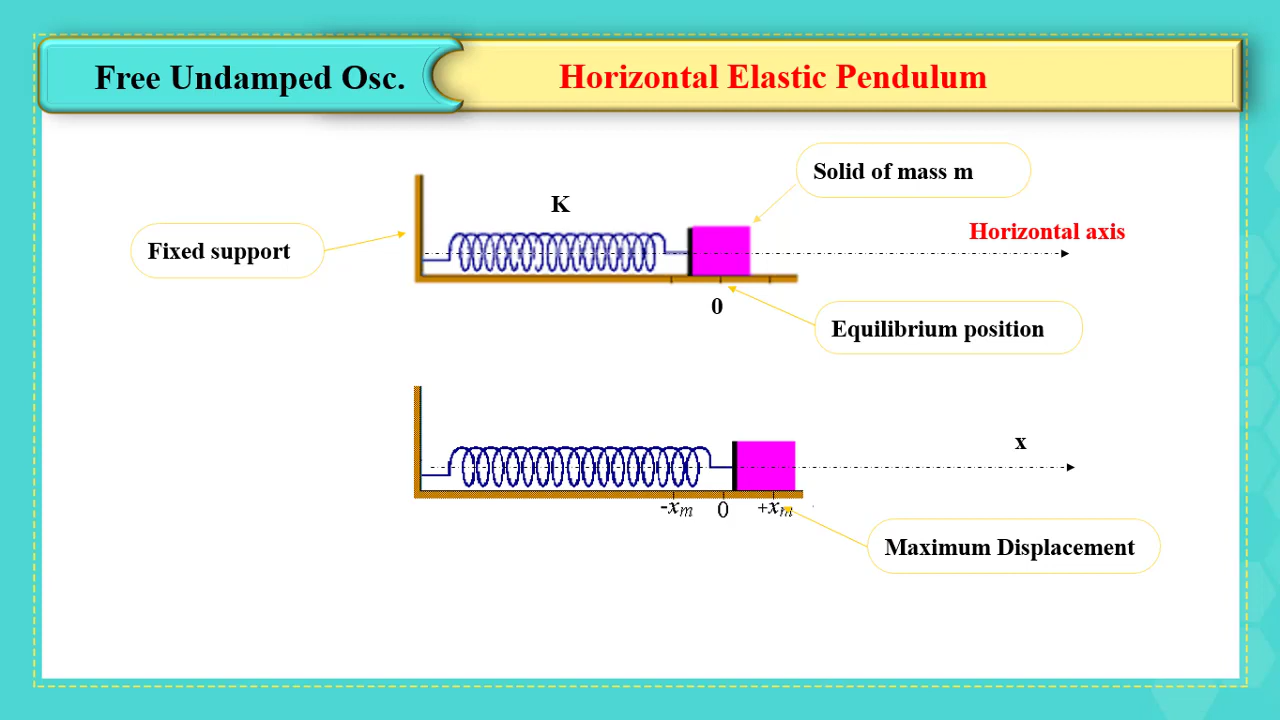 Free Undamped Osc.
Horizontal Elastic Pendulum
Solid of mass m
K
Horizontal axis
Fixed support
0
Equilibrium position
x
-xm 0 +xm
Maximum Displacement